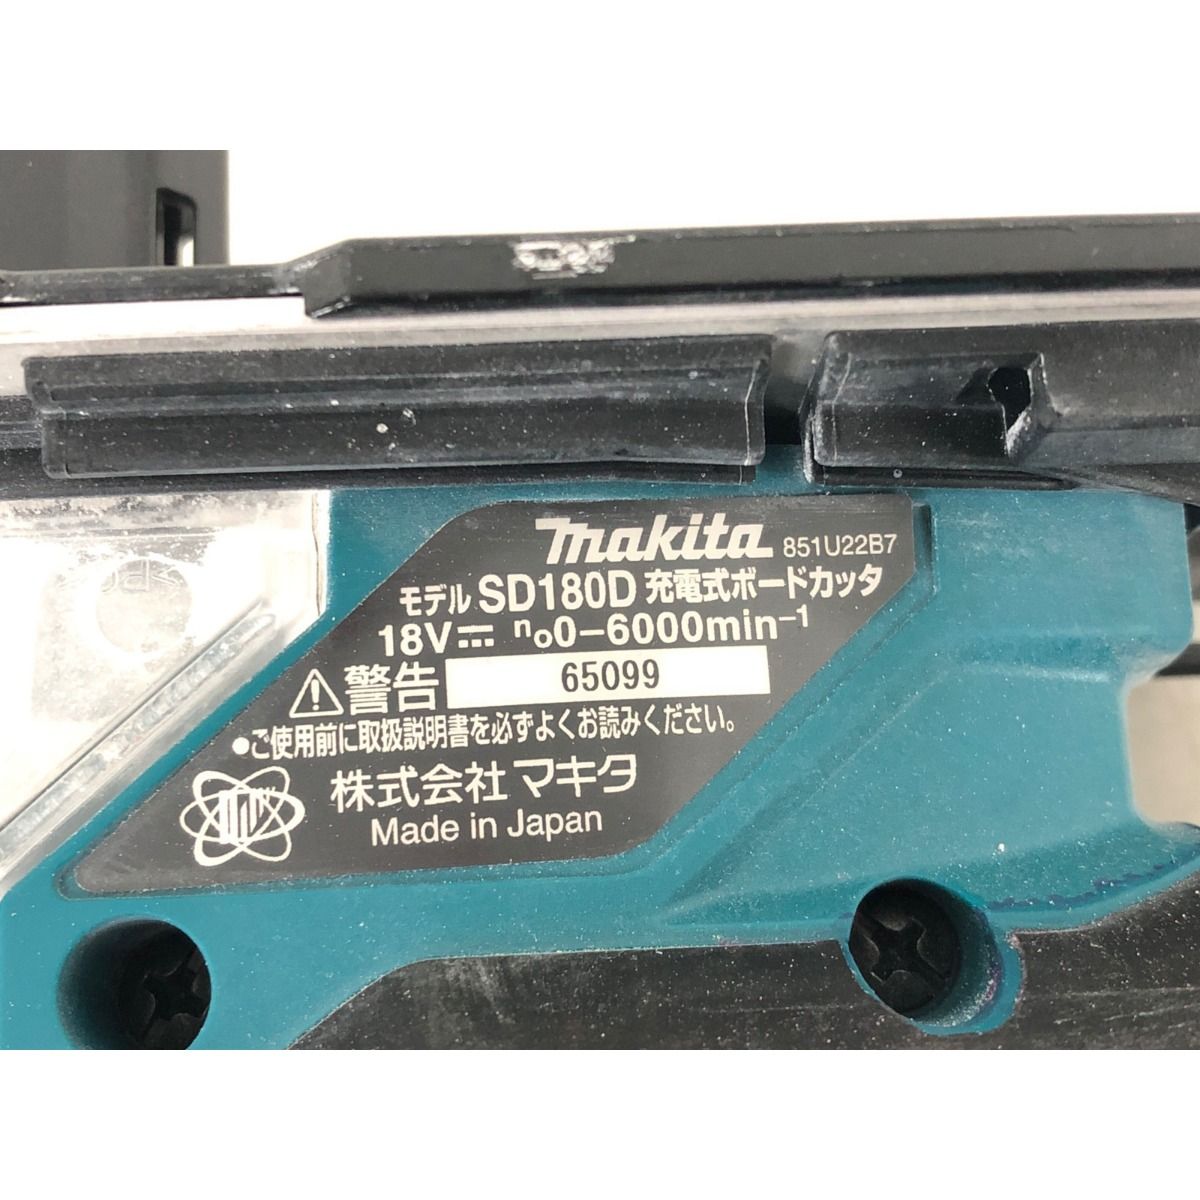 makita 851U22B7
モデル SD180D 充電式ボードカッタ
18V⎓ n₀0−6000min⁻¹
⚠警告 65099
●ご使用前に取扱説明書を必ずよくお読みください。
株式会社 マキタ
Made in Japan